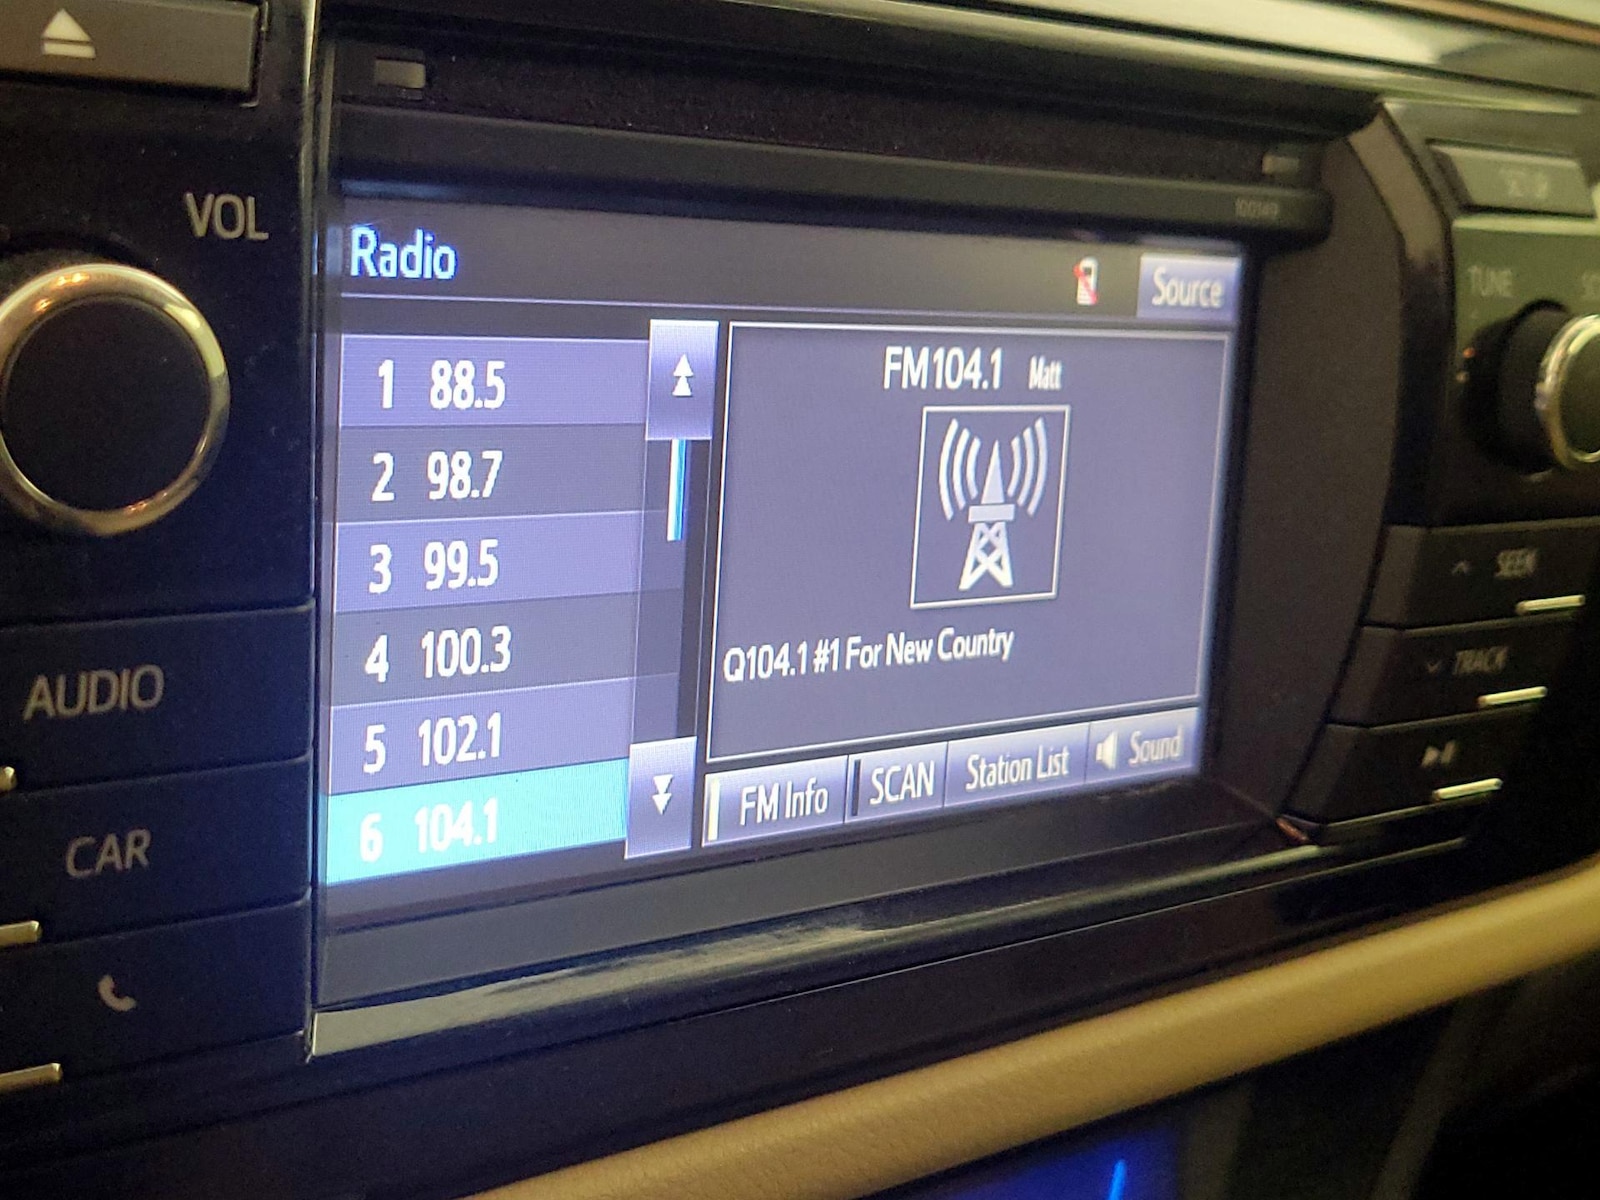 VOL
100149
Radio
Source
TUNE
1 88.5
2 98.7
3 99.5
4 100.3
5 102.1
6 104.1
FM104.1 Matt
Q104.1 #1 For New Country
FM Info
SCAN
Station List
Sound
SEEK
TRACK
AUDIO
CAR